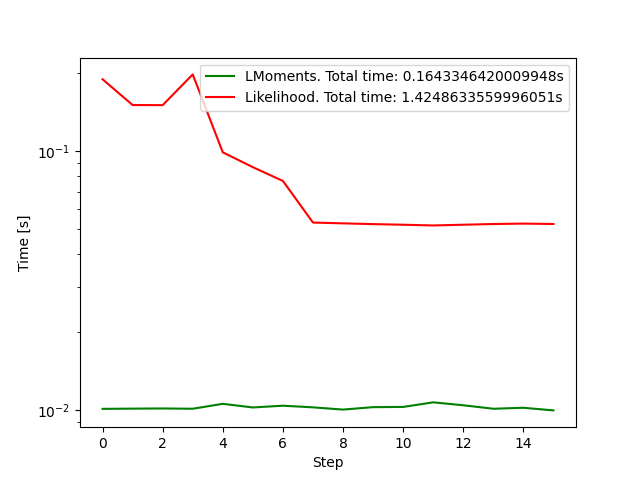 LMoments. Total time: 0.1643346420009948s
Likelihood. Total time: 1.4248633559996051s
10⁻¹
10⁻²
Time [s]
0 2 4 6 8 10 12 14
Step